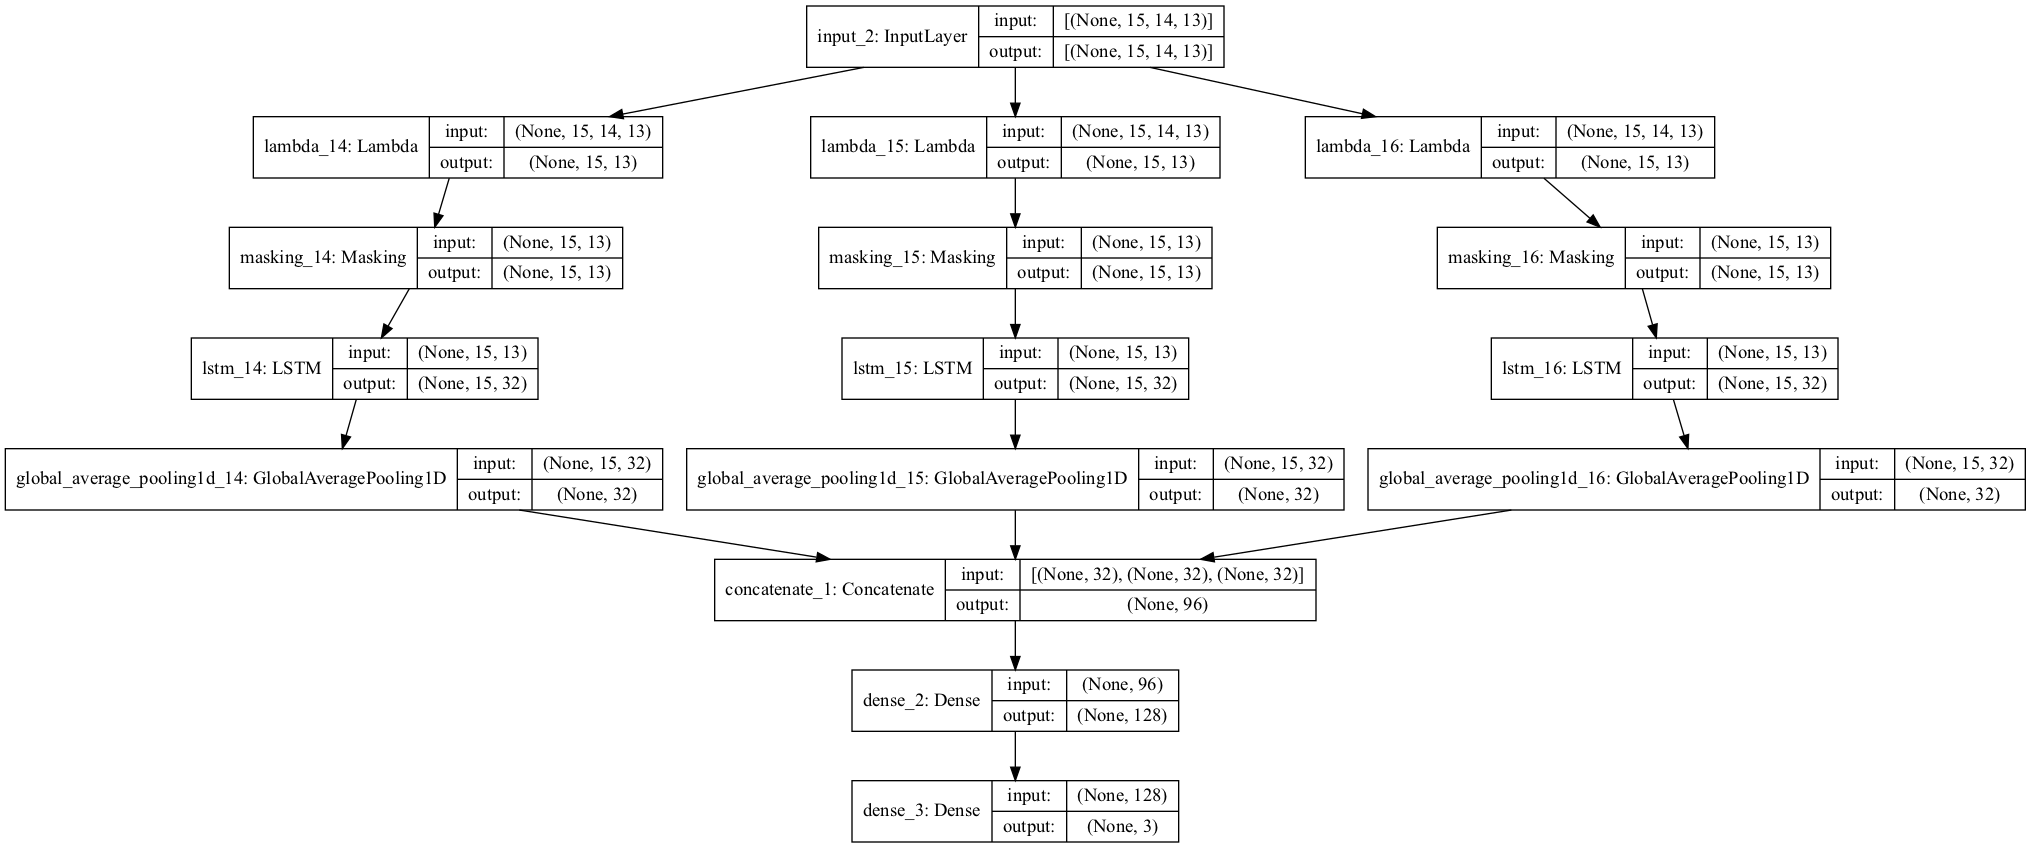 input_2: InputLayer
input: [(None, 15, 14, 13)]
output: [(None, 15, 14, 13)]
lambda_14: Lambda
input: (None, 15, 14, 13)
output: (None, 15, 13)
lambda_15: Lambda
input: (None, 15, 14, 13)
output: (None, 15, 13)
lambda_16: Lambda
input: (None, 15, 14, 13)
output: (None, 15, 13)
masking_14: Masking
input: (None, 15, 13)
output: (None, 15, 13)
masking_15: Masking
input: (None, 15, 13)
output: (None, 15, 13)
masking_16: Masking
input: (None, 15, 13)
output: (None, 15, 13)
lstm_14: LSTM
input: (None, 15, 13)
output: (None, 15, 32)
lstm_15: LSTM
input: (None, 15, 13)
output: (None, 15, 32)
lstm_16: LSTM
input: (None, 15, 13)
output: (None, 15, 32)
global_average_pooling1d_14: GlobalAveragePooling1D
input: (None, 15, 32)
output: (None, 32)
global_average_pooling1d_15: GlobalAveragePooling1D
input: (None, 15, 32)
output: (None, 32)
global_average_pooling1d_16: GlobalAveragePooling1D
input: (None, 15, 32)
output: (None, 32)
concatenate_1: Concatenate
input: [(None, 32), (None, 32), (None, 32)]
output: (None, 96)
dense_2: Dense
input: (None, 96)
output: (None, 128)
dense_3: Dense
input: (None, 128)
output: (None, 3)